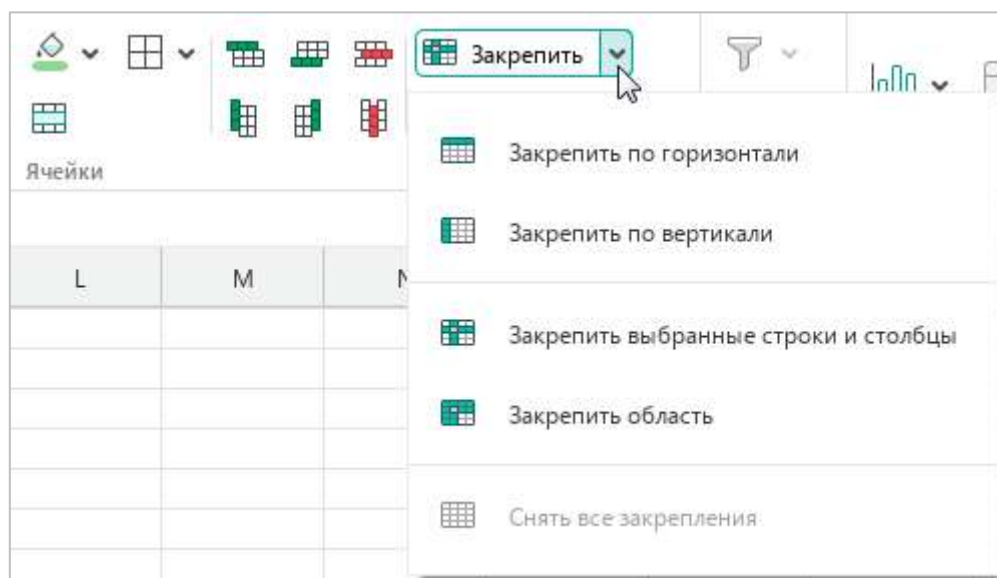 Закрепить
Ячейки
Закрепить по горизонтали
Закрепить по вертикали
L M N
Закрепить выбранные строки и столбцы
Закрепить область
Снять все закрепления